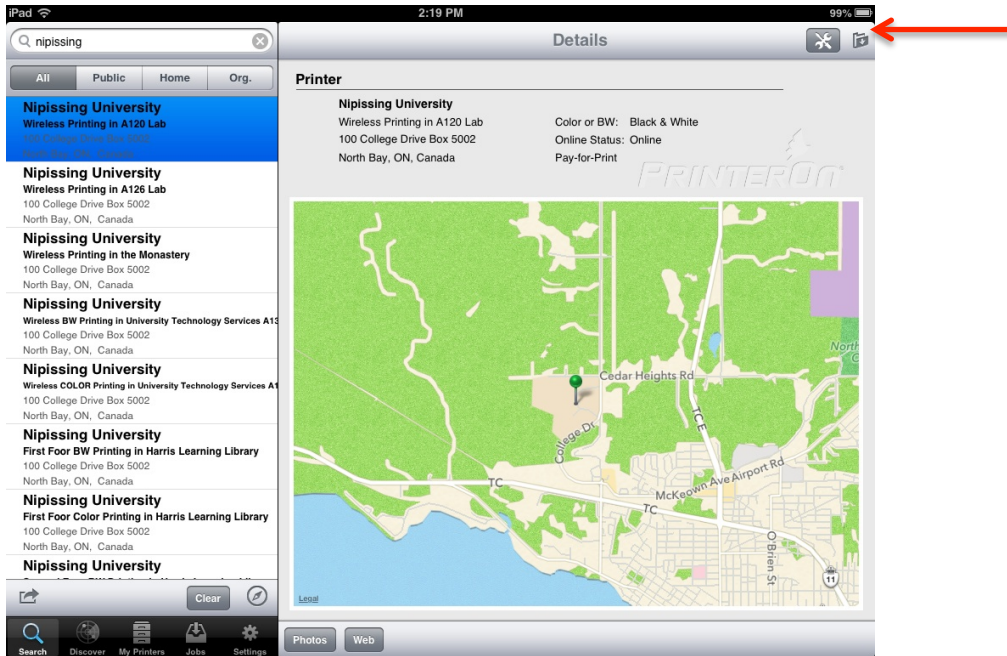 iPad
2:19 PM
99%
nipissing
All Public Home Org.
Nipissing University
Wireless Printing in A120 Lab
100 College Drive Box 5002
North Bay, ON, Canada
Nipissing University
Wireless Printing in A126 Lab
100 College Drive Box 5002
North Bay, ON, Canada
Nipissing University
Wireless Printing in the Monastery
100 College Drive Box 5002
North Bay, ON, Canada
Nipissing University
Wireless BW Printing in University Technology Services A13
100 College Drive Box 5002
North Bay, ON, Canada
Nipissing University
Wireless COLOR Printing in University Technology Services A1
100 College Drive Box 5002
North Bay, ON, Canada
Nipissing University
First Foor BW Printing in Harris Learning Library
100 College Drive Box 5002
North Bay, ON, Canada
Nipissing University
First Foor Color Printing in Harris Learning Library
100 College Drive Box 5002
North Bay, ON, Canada
Nipissing University
Clear
Search Discover My Printers Jobs Settings
Details
Printer
Nipissing University
Wireless Printing in A120 Lab
100 College Drive Box 5002
North Bay, ON, Canada
Color or BW: Black & White
Online Status: Online
Pay-for-Print
PRINTERON
North
Cedar Heights Rd
College Dr
TC E
TC
McKeown Ave
Airport Rd
TC
O'Brien St
11
Legal
Photos Web